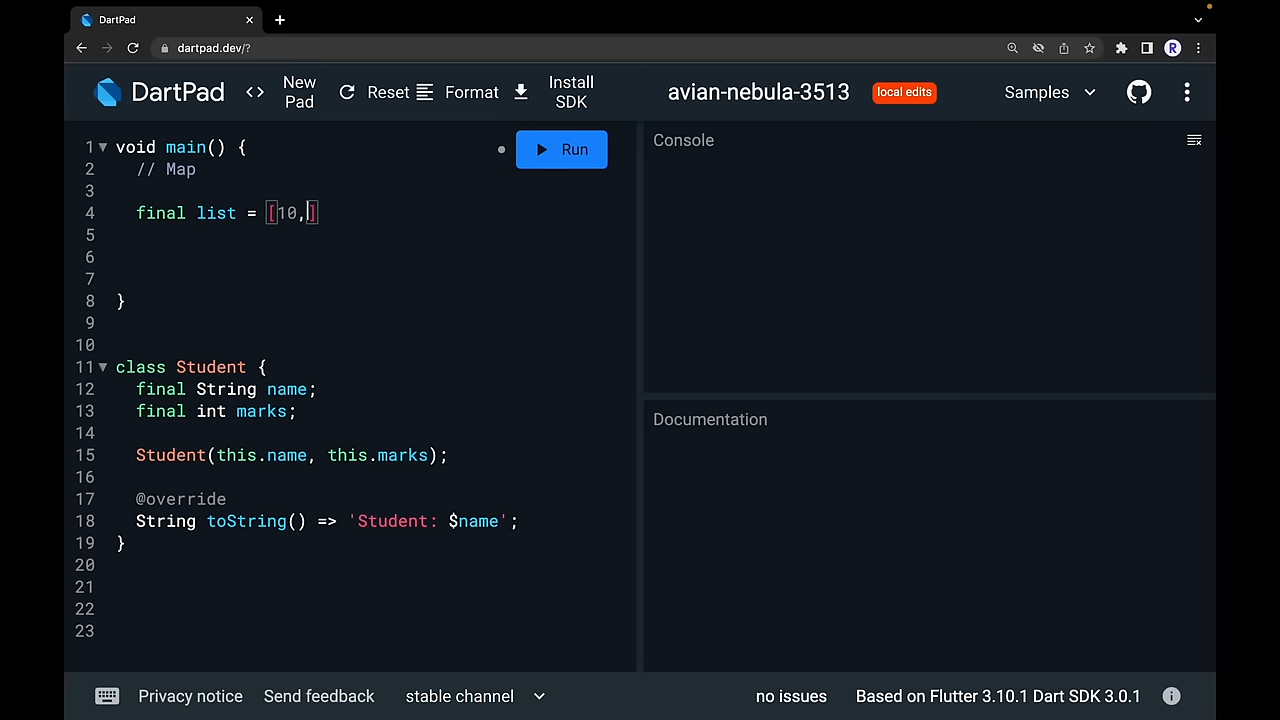 DartPad
dartpad.dev/?
R
DartPad
<> New Pad
Reset
Format
Install SDK
avian-nebula-3513
local edits
Samples
1 void main() {
2 // Map
3
4 final list = [10,]
5
6
7
8 }
9
10
11 class Student {
12 final String name;
13 final int marks;
14
15 Student(this.name, this.marks);
16
17 @override
18 String toString() => 'Student: $name';
19 }
20
21
22
23
Run
Console
Documentation
Privacy notice
Send feedback
stable channel
no issues
Based on Flutter 3.10.1 Dart SDK 3.0.1